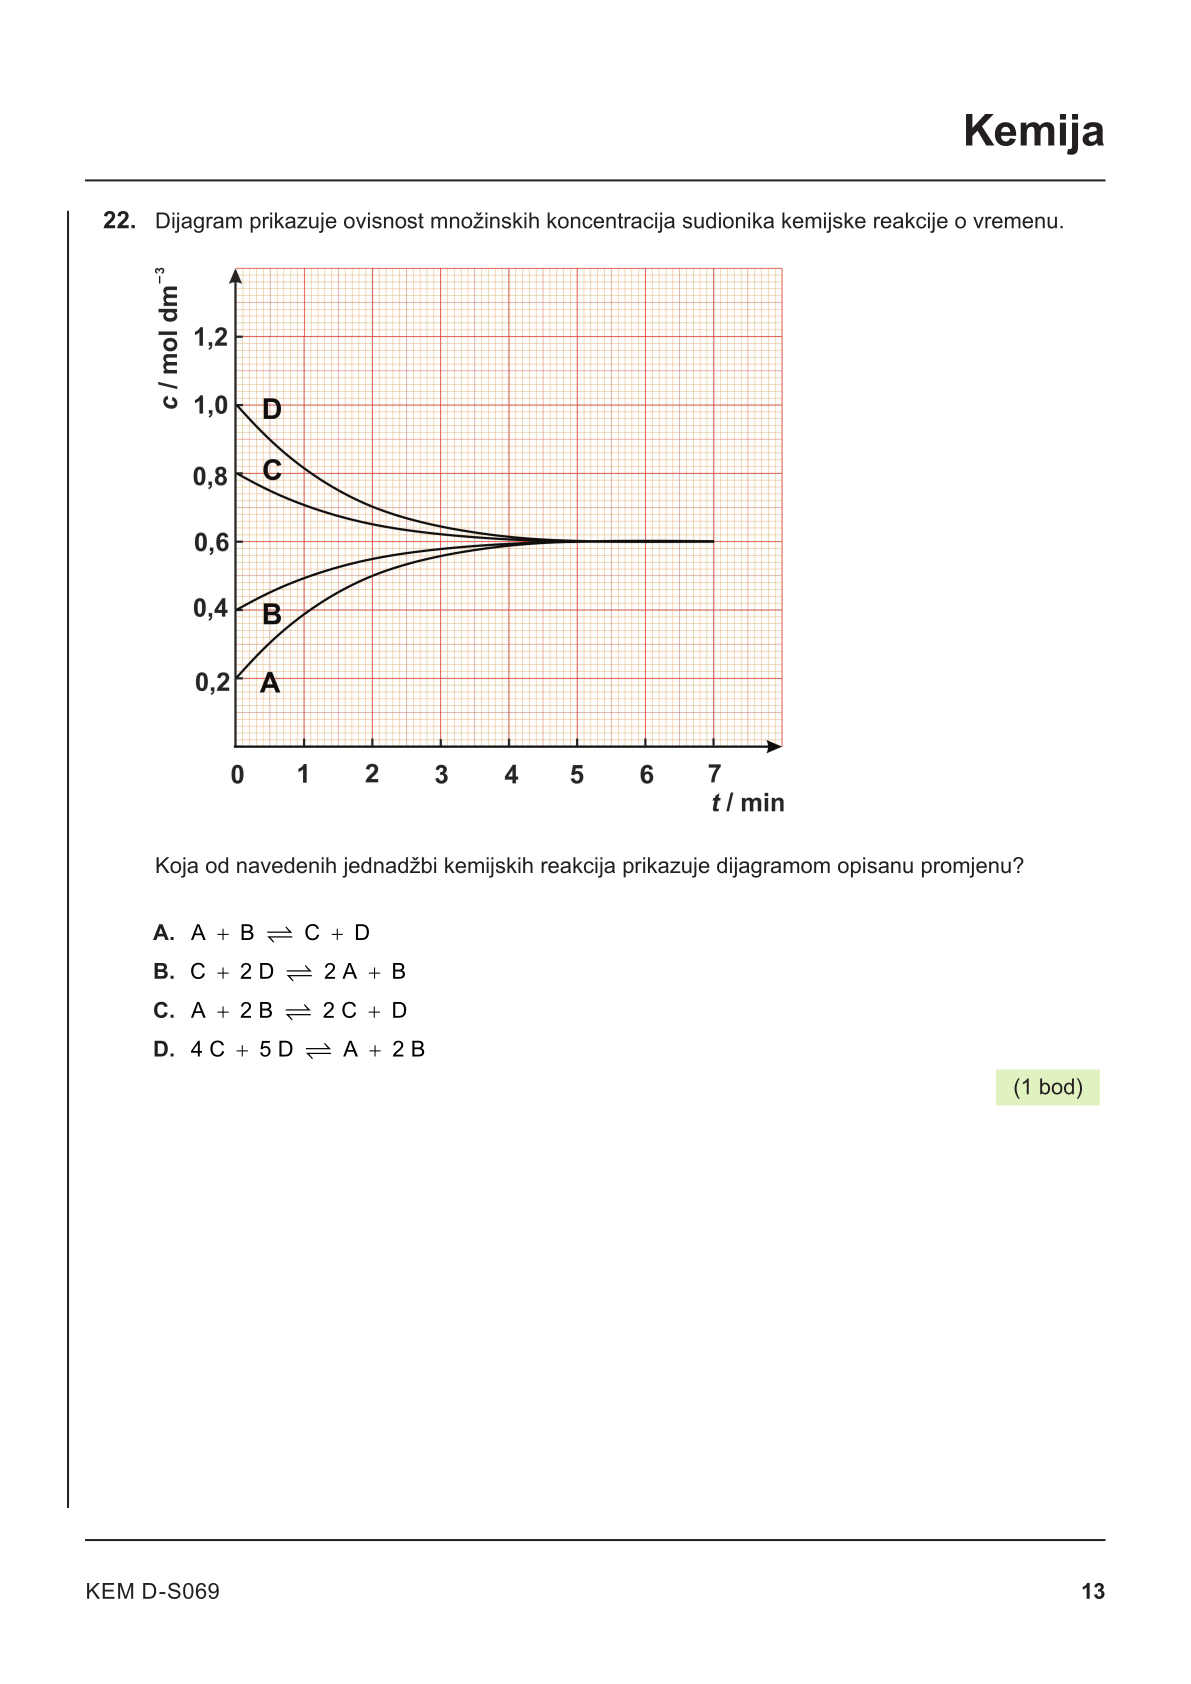 Kemija
22. Dijagram prikazuje ovisnost množinskih koncentracija sudionika kemijske reakcije o vremenu.
c / mol dm⁻³
1,2
1,0
D
0,8
C
0,6
0,4
B
0,2
A
0 1 2 3 4 5 6 7
t / min
Koja od navedenih jednadžbi kemijskih reakcija prikazuje dijagramom opisanu promjenu?
A. A + B ⇌ C + D
B. C + 2 D ⇌ 2 A + B
C. A + 2 B ⇌ 2 C + D
D. 4 C + 5 D ⇌ A + 2 B
(1 bod)
KEM D-S069
13